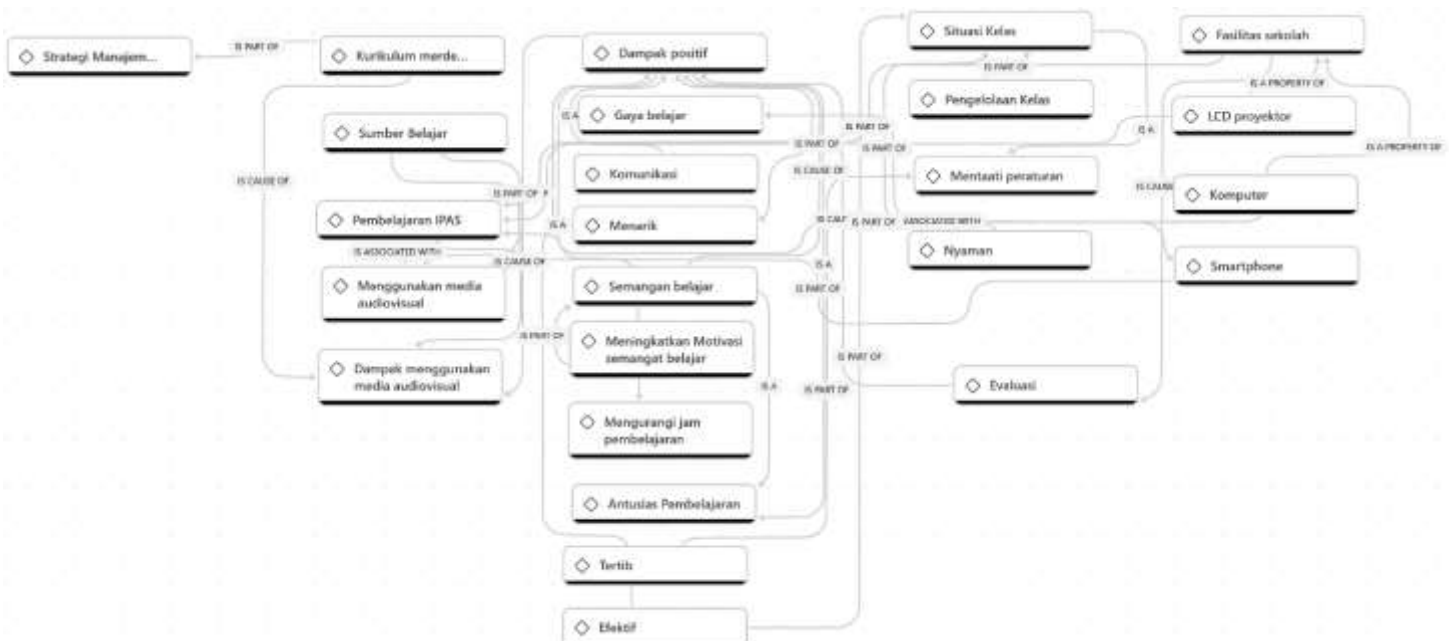 Strategi Manajem...
IS PART OF
Kurikulum merde...
Dampak positif
Situasi Kelas
Fasilitas sekolah
IS PART OF
IS A PROPERTY OF
Sumber Belajar
IS A
Gaya belajar
Pengelolaan Kelas
LCD proyektor
IS PART OF
IS A
IS PART OF
IS PART OF
IS A PROPERTY OF
IS CAUSE OF
Komunikasi
IS CAUSE OF
Mentaati peraturan
IS CAUSE
Komputer
IS PART OF
Pembelajaran IPAS
IS A
Menarik
IS PART OF
ASSOCIATED WITH
IS ASSOCIATED WITH
IS CAUSE OF
IS A
Nyaman
Smartphone
Menggunakan media
audiovisual
Semangan belajar
IS PART OF
IS PART OF
Meningkatkan Motivasi
semangat belajar
IS PART OF
Dampak menggunakan
media audiovisual
IS A
IS PART OF
Evaluasi
Mengurangi jam
pembelajaran
Antusias Pembelajaran
Tertib
Efektif